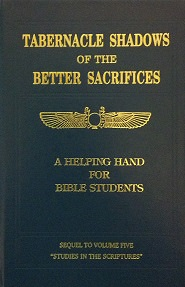 TABERNACLE SHADOWS
OF THE
BETTER SACRIFICES
A HELPING HAND
FOR
BIBLE STUDENTS
SEQUEL TO VOLUME FIVE
"STUDIES IN THE SCRIPTURES"